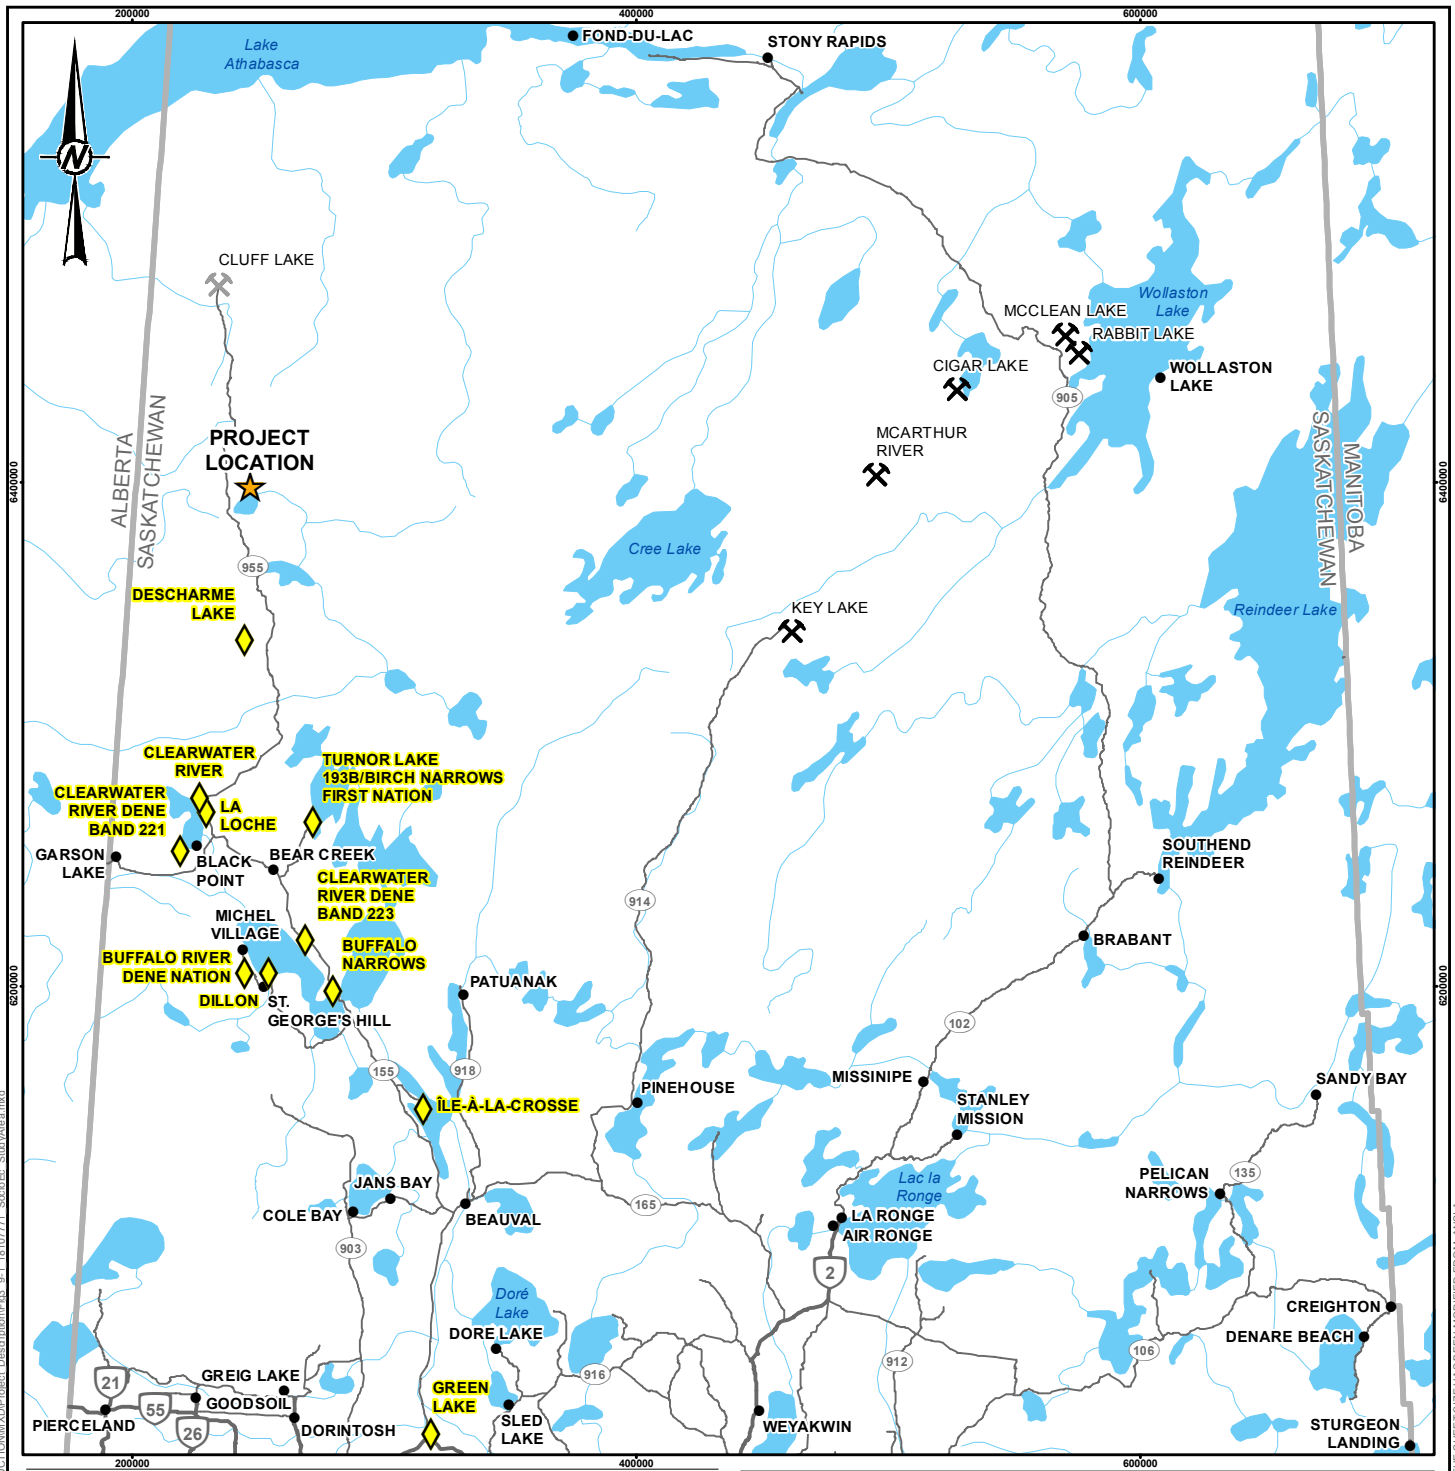 200000
400000
600000
Lake
Athabasca
FOND-DU-LAC
STONY RAPIDS
N
CLUFF LAKE
Wollaston
Lake
MCCLEAN LAKE
RABBIT LAKE
CIGAR LAKE
WOLLASTON
LAKE
905
MCARTHUR
RIVER
PROJECT
LOCATION
ALBERTA
SASKATCHEWAN
MANITOBA
SASKATCHEWAN
6400000
6400000
Cree Lake
955
DESCHARME
LAKE
KEY LAKE
Reindeer Lake
CLEARWATER
RIVER
TURNOR LAKE
193B/BIRCH NARROWS
FIRST NATION
CLEARWATER
RIVER DENE
BAND 221
LA
LOCHE
GARSON
LAKE
BLACK
POINT
BEAR CREEK
SOUTHEND
REINDEER
CLEARWATER
RIVER DENE
BAND 223
914
MICHEL
VILLAGE
BUFFALO
NARROWS
BRABANT
BUFFALO RIVER
DENE NATION
DILLON
ST.
GEORGE'S HILL
PATUANAK
6200000
6200000
102
155
918
MISSINIPE
SANDY BAY
PINEHOUSE
STANLEY
MISSION
ÎLE-À-LA-CROSSE
PELICAN
NARROWS
135
JANS BAY
Lac la
Ronge
COLE BAY
BEAUVAL
165
LA RONGE
AIR RONGE
903
2
Doré
Lake
DORE LAKE
CREIGHTON
DENARE BEACH
106
912
916
21
GREIG LAKE
GOODSOIL
55
26
PIERCELAND
DORINTOSH
GREEN
LAKE
SLED
LAKE
WEYAKWIN
STURGEON
LANDING
200000
400000
600000